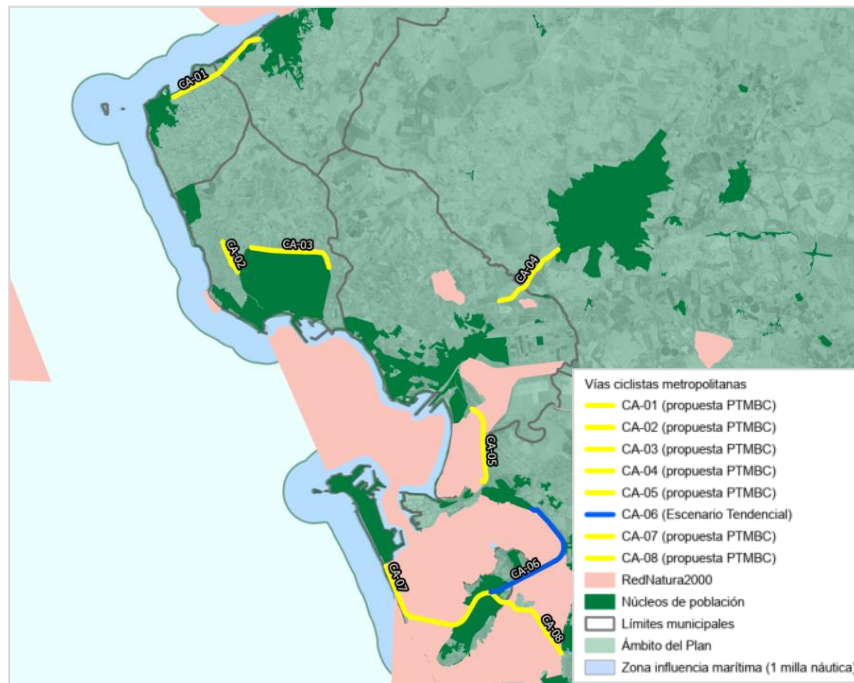 CA-01
CA-02
CA-03
CA-04
CA-05
CA-06
CA-07
CA-08
Vías ciclistas metropolitanas
CA-01 (propuesta PTMBC)
CA-02 (propuesta PTMBC)
CA-03 (propuesta PTMBC)
CA-04 (propuesta PTMBC)
CA-05 (propuesta PTMBC)
CA-06 (Escenario Tendencial)
CA-07 (propuesta PTMBC)
CA-08 (propuesta PTMBC)
RedNatura2000
Núcleos de población
Límites municipales
Ámbito del Plan
Zona influencia marítima (1 milla náutica)